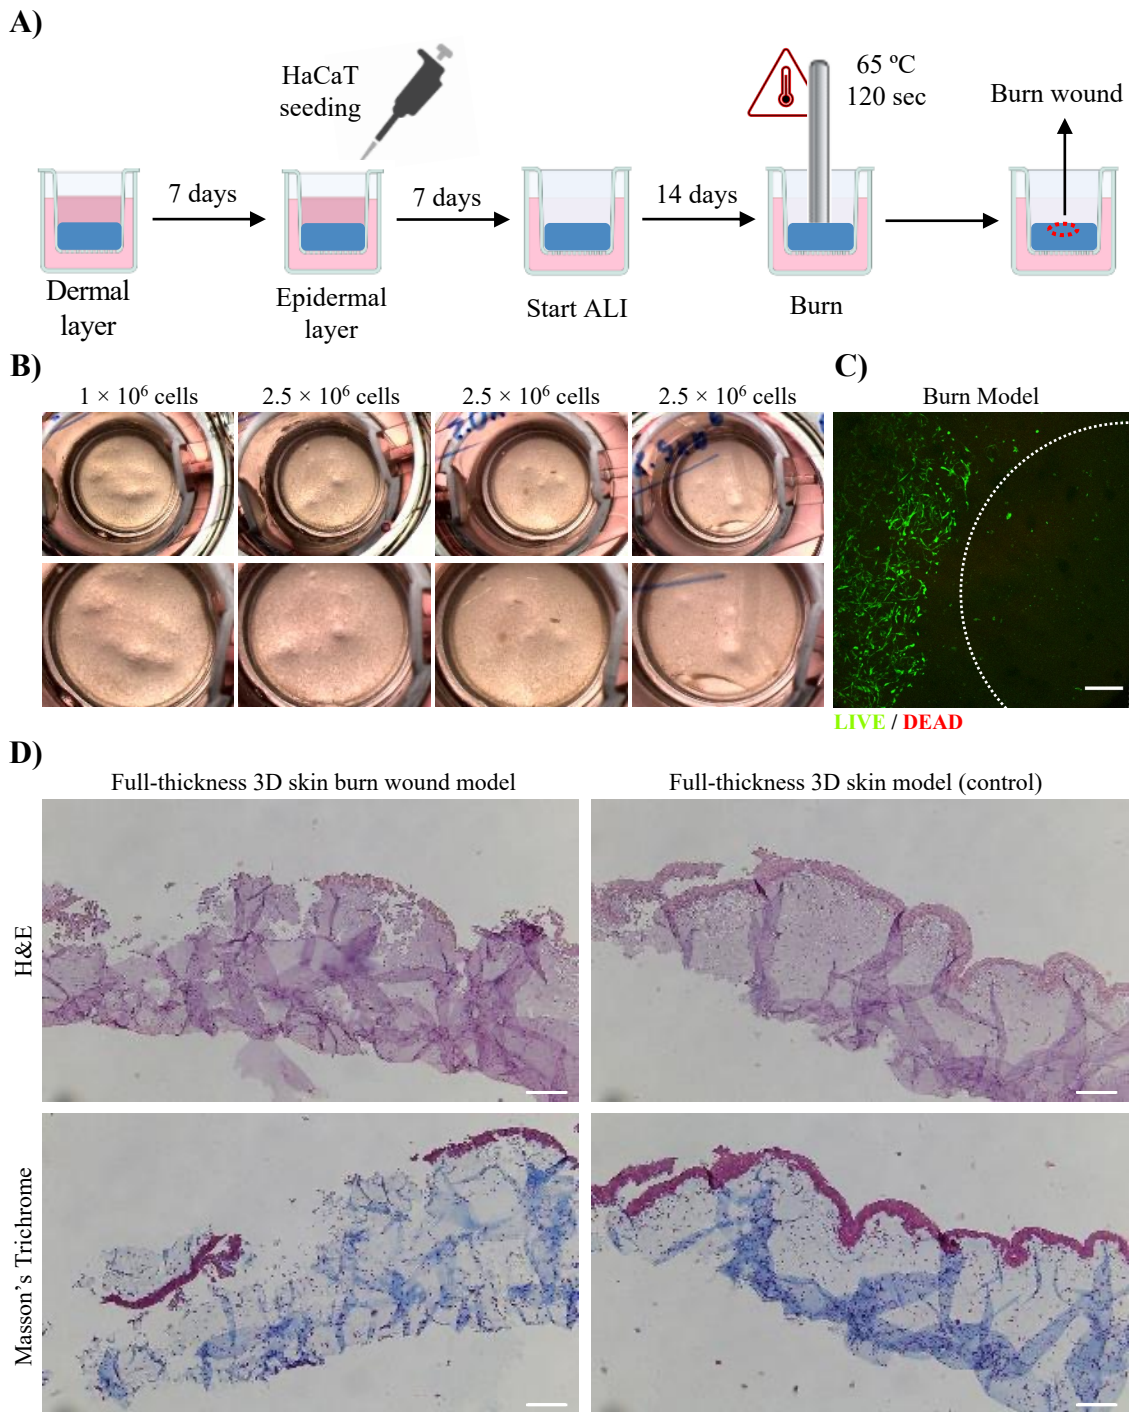 A)
HaCaT
seeding
65 ºC
120 sec
Burn wound
7 days
7 days
14 days
Dermal
layer
Epidermal
layer
Start ALI
Burn
B)
C)
1 × 10⁶ cells
2.5 × 10⁶ cells
2.5 × 10⁶ cells
2.5 × 10⁶ cells
Burn Model
LIVE / DEAD
D)
Full-thickness 3D skin burn wound model
Full-thickness 3D skin model (control)
H&E
Masson's Trichrome